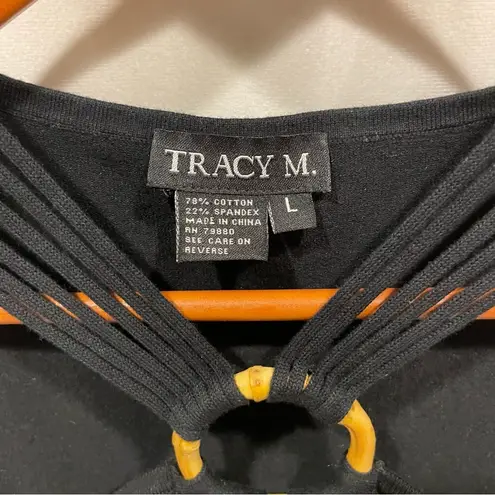 TRACY M.
78% COTTON
22% SPANDEX
MADE IN CHINA
RN 79880
SEE CARE ON
REVERSE
L